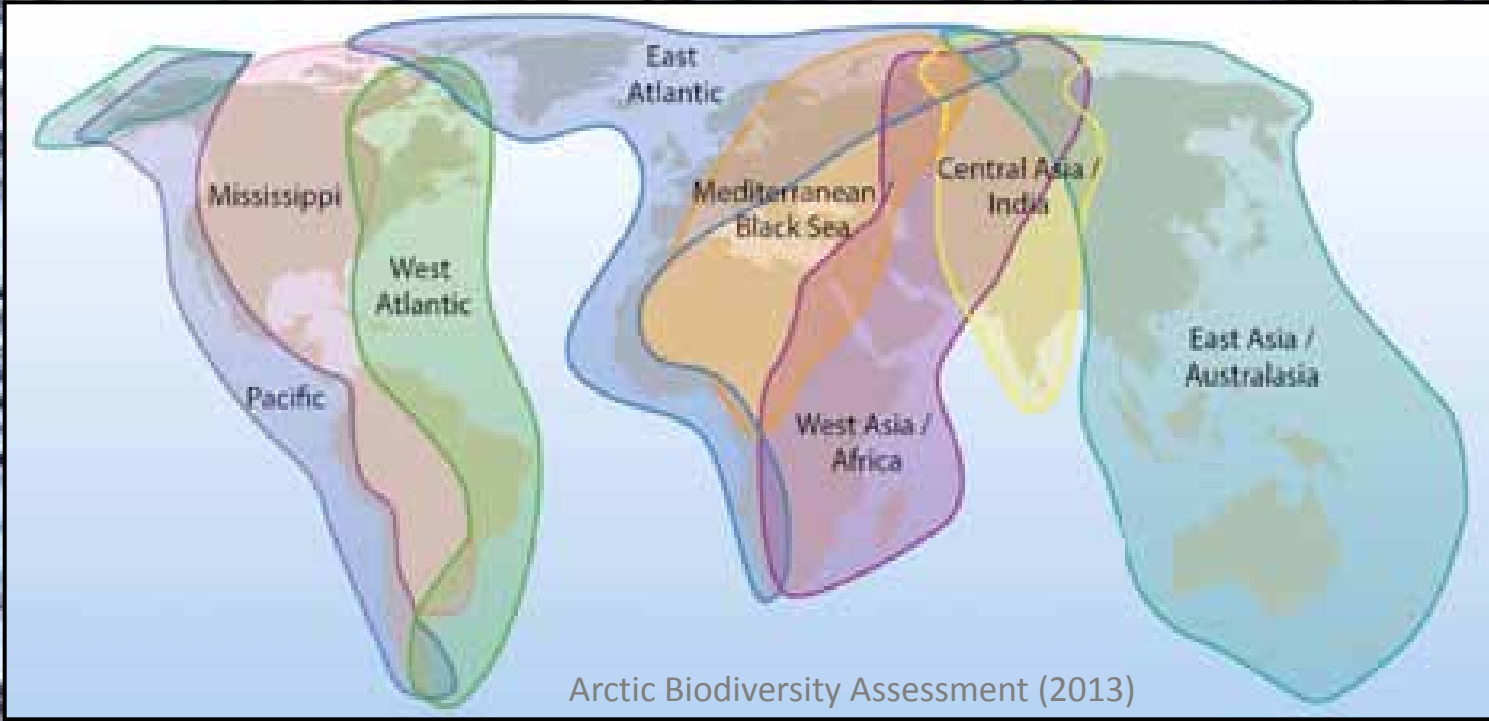 East
Atlantic
Mississippi
Mediterranean /
Black Sea
Central Asia /
India
West
Atlantic
Pacific
East Asia /
Australasia
West Asia /
Africa
Arctic Biodiversity Assessment (2013)